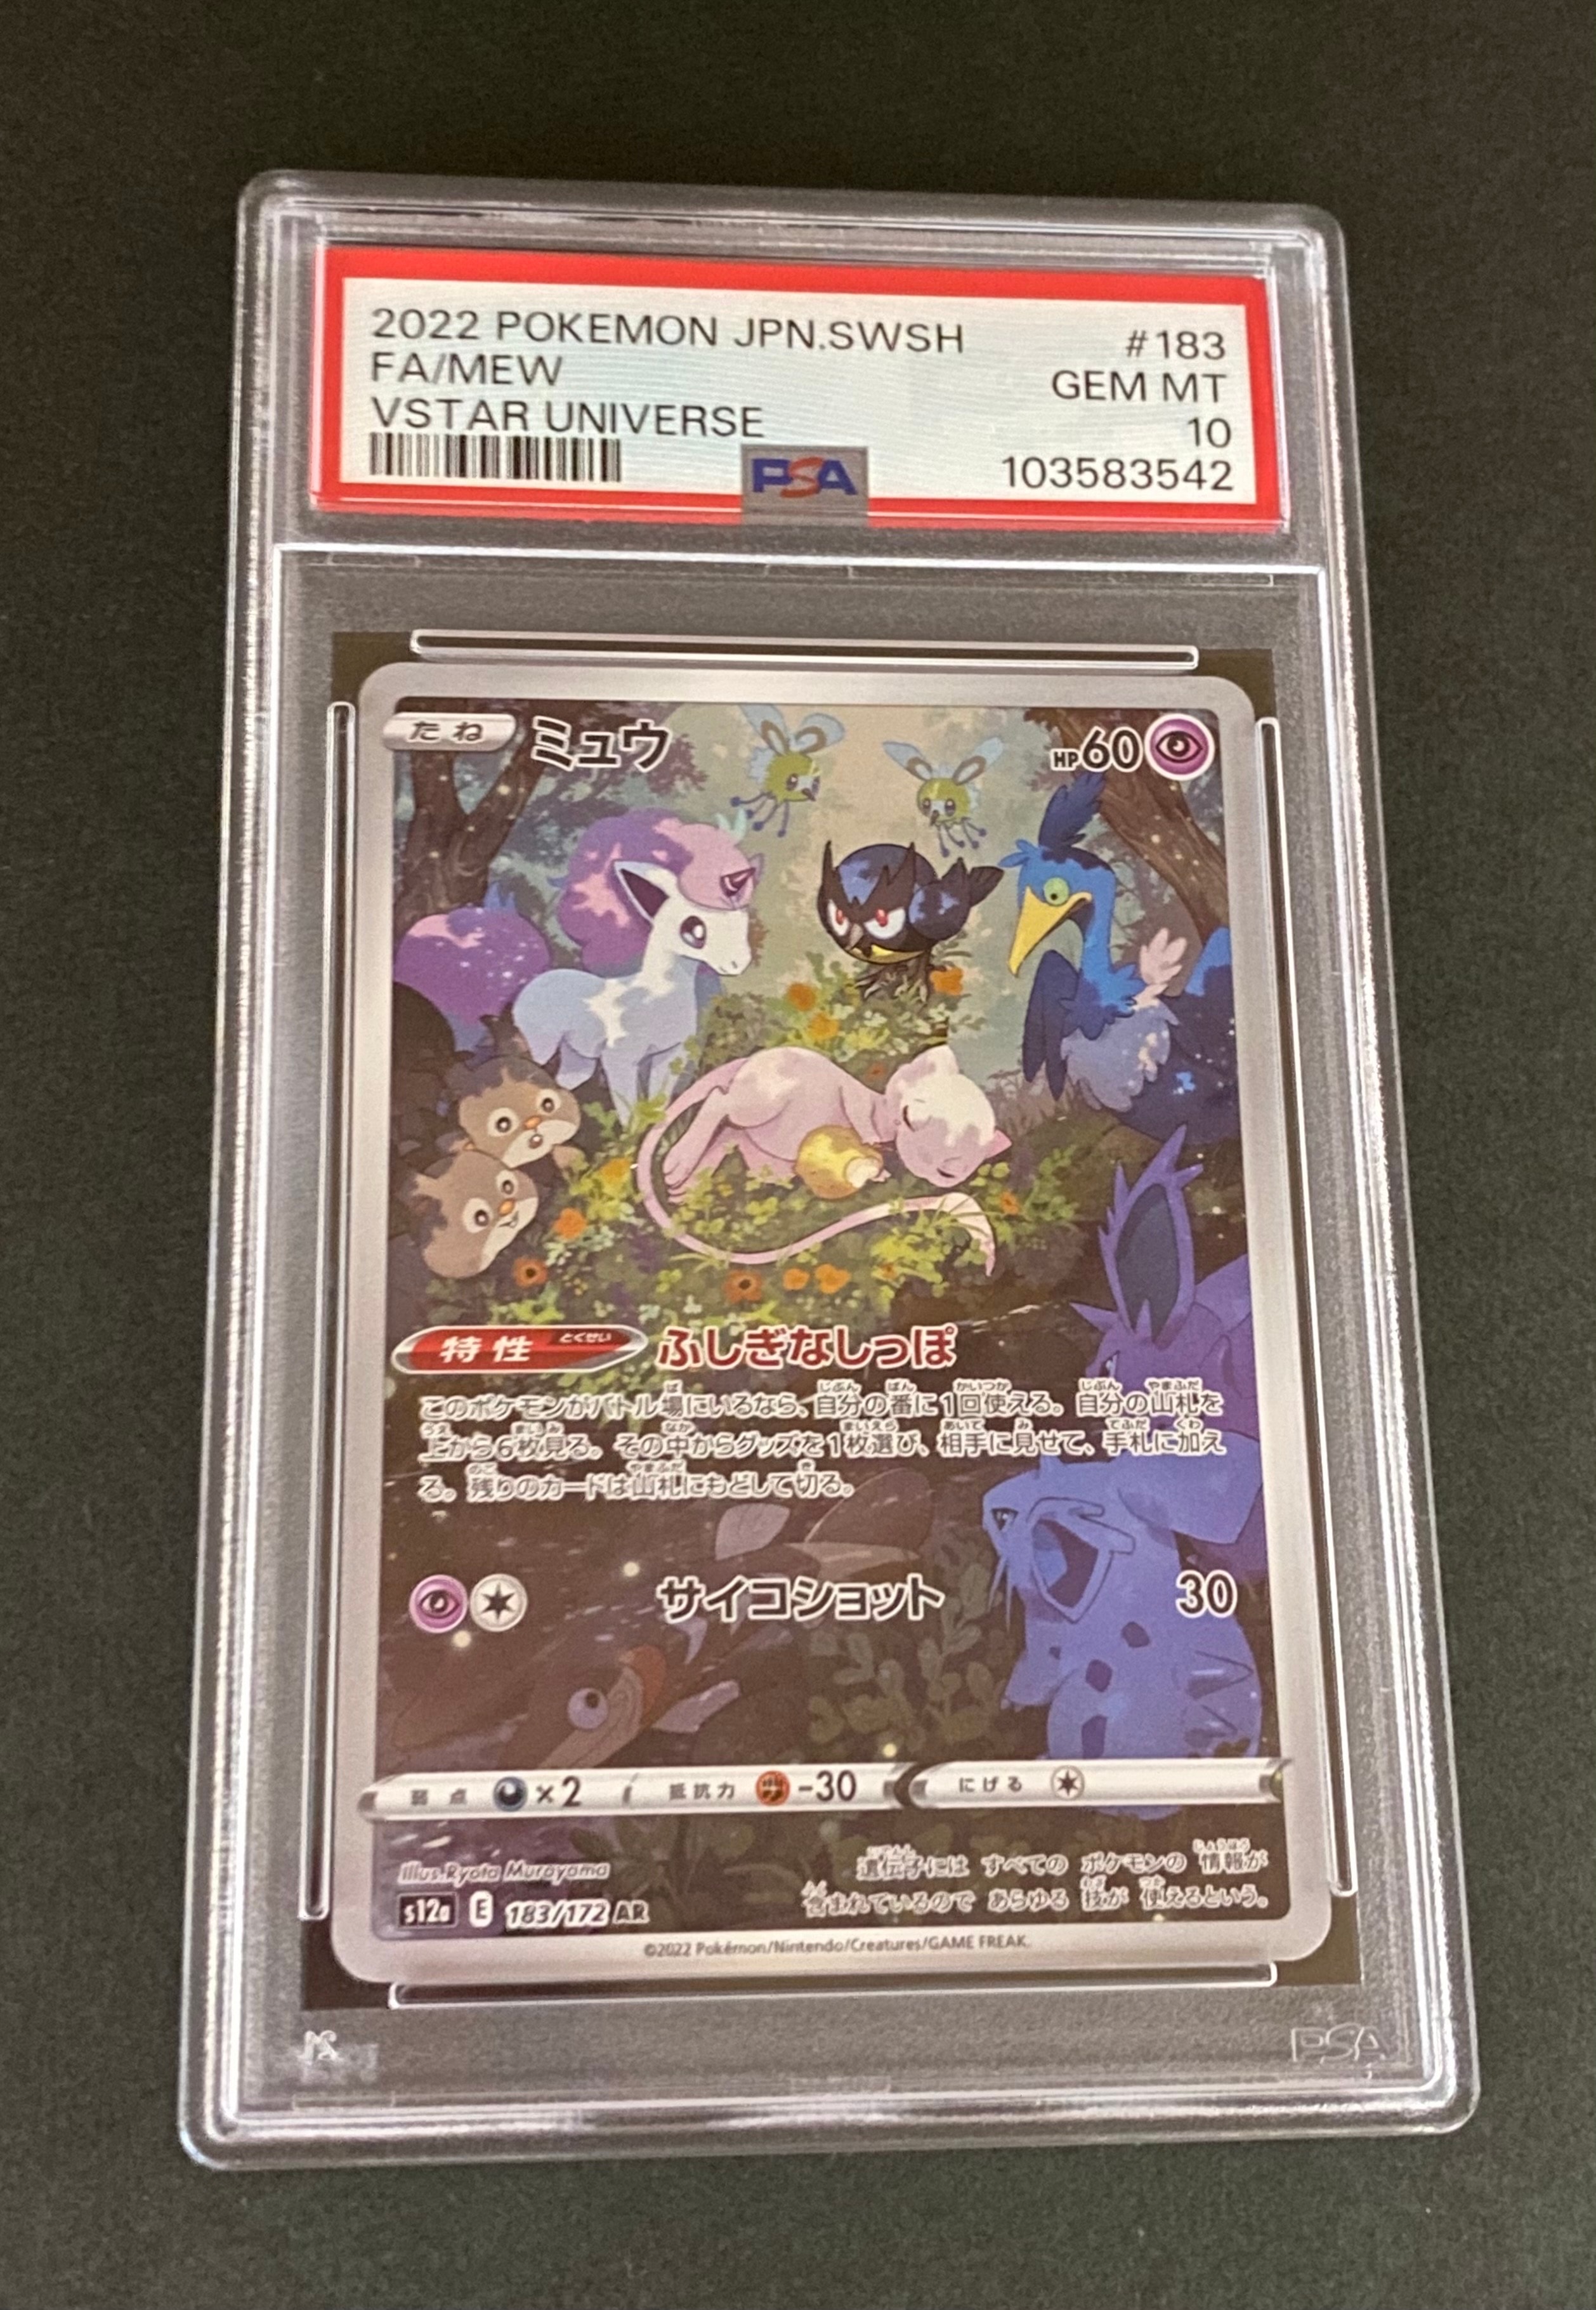 2022 POKEMON JPN.SWSH #183
FA/MEW GEM MT
VSTAR UNIVERSE 10
PSA 103583542
たね ミュウ HP60
特性 とくせい ふしぎなしっぽ
このポケモンがバトル場にいるなら、自分の番に1回使える。自分の山札を
上から6枚見る。その中からグッズを1枚選び、相手に見せて、手札に加え
る。残りのカードは山札にもどして切る。
サイコショット 30
弱点 ×2 抵抗力 -30 にげる
Illus.Ryota Murayama
遺伝子には すべての ポケモンの 情報が
含まれているので あらゆる 技が 使えるという。
s12a E 183/172 AR
©2022 Pokémon/Nintendo/Creatures/GAME FREAK.
PSA